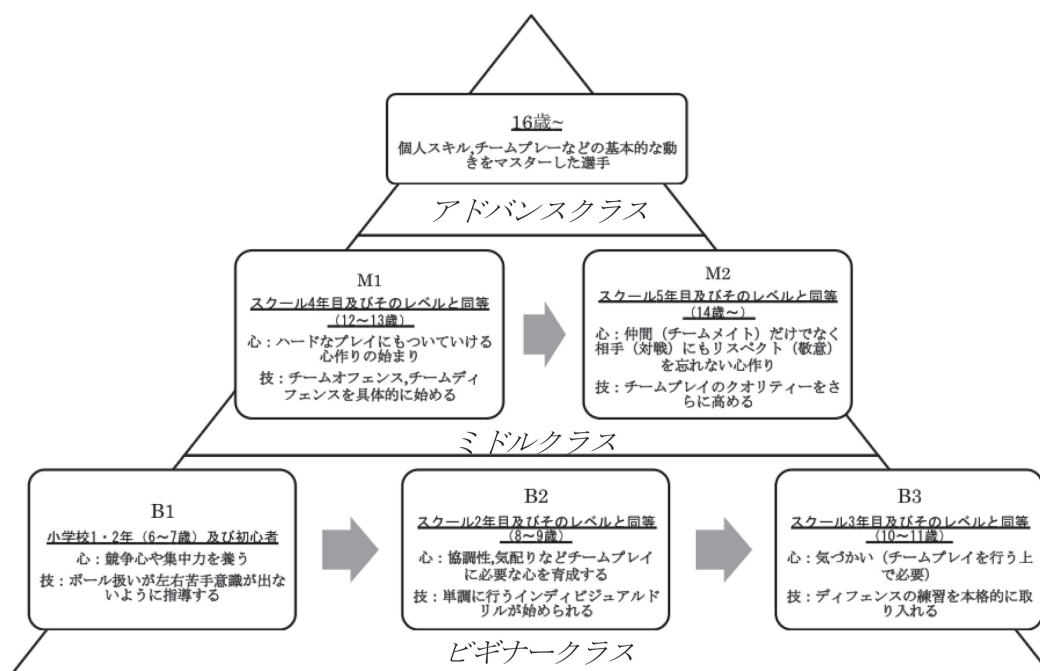 16歳~
個人スキル,チームプレーなどの基本的な動
きをマスターした選手
アドバンスクラス
M1
スクール4年目及びそのレベルと同等
(12~13歳)
心：ハードなプレイにもついていける
心作りの始まり
技：チームオフェンス,チームディ
フェンスを具体的に始める
M2
スクール5年目及びそのレベルと同等
(14歳~)
心：仲間（チームメイト）だけでなく
相手（対戦）にもリスペクト（敬意）
を忘れない心作り
技：チームプレイのクオリティーをさ
らに高める
ミドルクラス
B1
小学校1・2年（6~7歳）及び初心者
心：競争心や集中力を養う
技：ボール扱いが左右苦手意識が出な
いように指導する
B2
スクール2年目及びそのレベルと同等
(8~9歳)
心：協調性,気配りなどチームプレイ
に必要な心を育成する
技：単調に行うインディビジュアルド
リルが始められる
B3
スクール3年目及びそのレベルと同等
(10~11歳)
心：気づかい（チームプレイを行う上
で必要）
技：ディフェンスの練習を本格的に取
り入れる
ビギナークラス